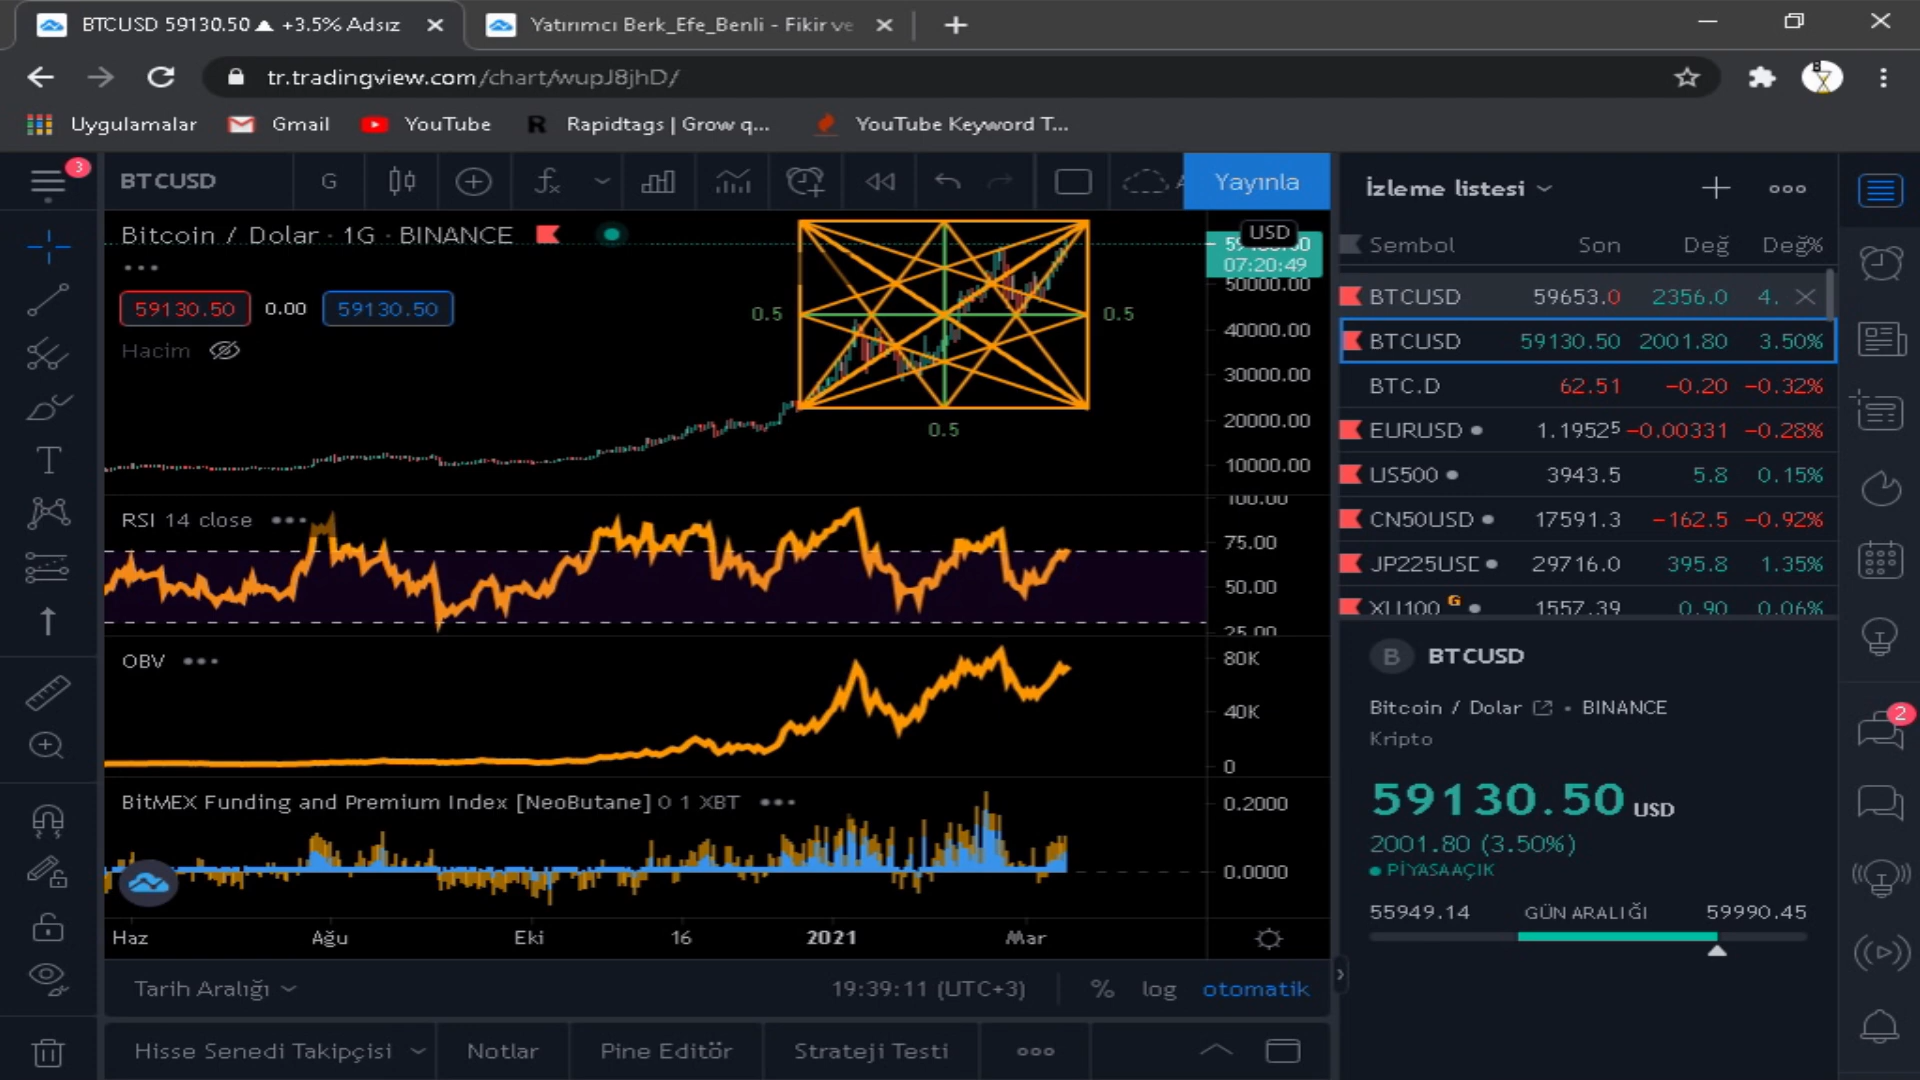 BTCUSD 59130.50 ▲ +3.5% Adsız
Yatırımcı Berk_Efe_Benli - Fikir ve
tr.tradingview.com/chart/wupJ8jhD/
Uygulamalar
Gmail
YouTube
Rapidtags | Grow q...
YouTube Keyword T...
3
BTCUSD
G
Yayınla
Bitcoin / Dolar · 1G · BINANCE
59130.50
0.00
59130.50
Hacim
0.5
0.5
0.5
USD
07:20:49
50000.00
40000.00
30000.00
20000.00
10000.00
RSI 14 close
100.00
75.00
50.00
25.00
OBV
80K
40K
0
BitMEX Funding and Premium Index [NeoButane] 0 1 XBT
0.2000
0.0000
Haz
Ağu
Eki
16
2021
Mar
Tarih Aralığı
19:39:11 (UTC+3)
%
log
otomatik
Hisse Senedi Takipçisi
Notlar
Pine Editör
Strateji Testi
İzleme listesi
Sembol Son Değ Değ%
BTCUSD 59653.0 2356.0 4.
BTCUSD 59130.50 2001.80 3.50%
BTC.D 62.51 −0.20 −0.32%
EURUSD 1.19525 −0.00331 −0.28%
US500 3943.5 5.8 0.15%
CN50USD 17591.3 −162.5 −0.92%
JP225USD 29716.0 395.8 1.35%
XU100 G 1557.39 0.90 0.06%
B BTCUSD
Bitcoin / Dolar • BINANCE
Kripto
59130.50 USD
2001.80 (3.50%)
PİYASA AÇIK
55949.14 GÜN ARALIĞI 59990.45
2